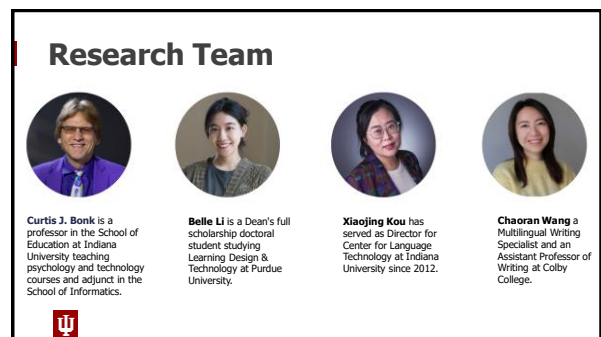 Research Team
Curtis J. Bonk is a
professor in the School of
Education at Indiana
University teaching
psychology and technology
courses and adjunct in the
School of Informatics.
Belle Li is a Dean's full
scholarship doctoral
student studying
Learning Design &
Technology at Purdue
University.
Xiaojing Kou has
served as Director for
Center for Language
Technology at Indiana
University since 2012.
Chaoran Wang a
Multilingual Writing
Specialist and an
Assistant Professor of
Writing at Colby
College.